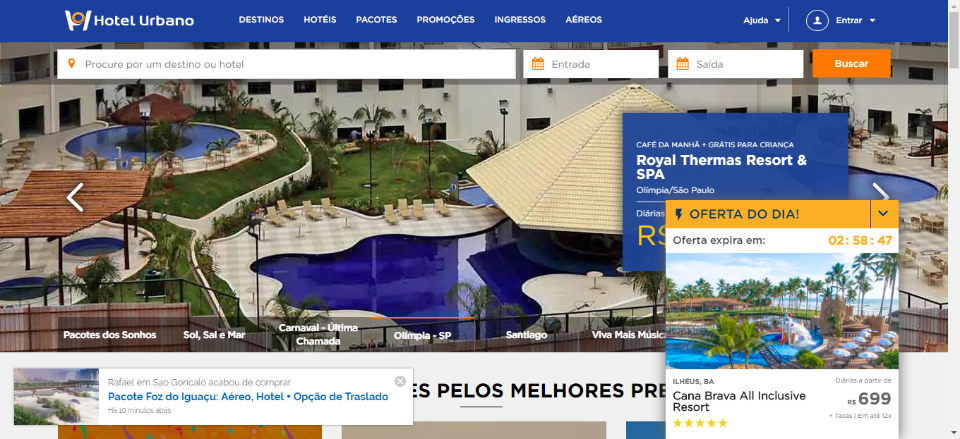 Hotel Urbano
DESTINOS HOTÉIS PACOTES PROMOÇÕES INGRESSOS AÉREOS
Ajuda Entrar
Procure por um destino ou hotel
Entrada
Saída
Buscar
CAFÉ DA MANHÃ + GRÁTIS PARA CRIANÇA
Royal Thermas Resort &
SPA
Olímpia/São Paulo
Diárias
R$
OFERTA DO DIA!
Oferta expira em: 02:58:47
Pacotes dos Sonhos
Sol, Sal e Mar
Carnaval - Última
Chamada
Olímpia - SP
Santiago
Viva Mais Músic
ILHÉUS, BA
Cana Brava All Inclusive
Resort
Diárias a partir de
R$ 699
+ Taxas | Em até 12x
Rafael em Sao Goncalo acabou de comprar
Pacote Foz do Iguaçu: Aéreo, Hotel + Opção de Traslado
Há 10 minutos atrás
ES PELOS MELHORES PRE